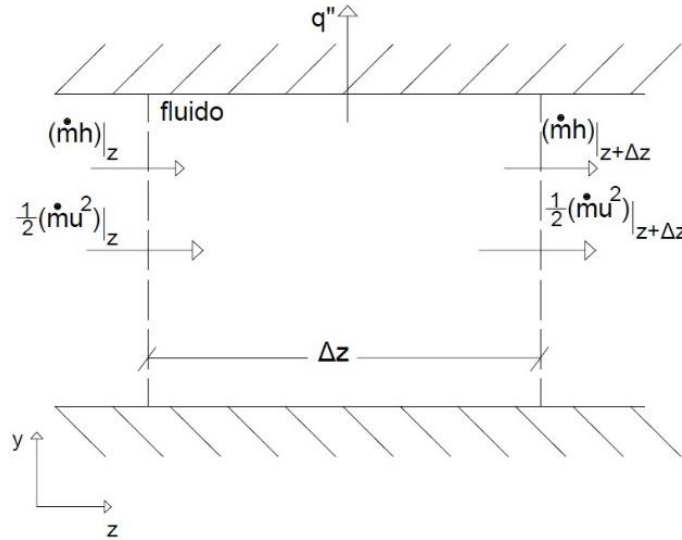 q"
fluido
(ṁh)|z
(ṁh)|z+Δz
½(ṁu²)|z
½(ṁu²)|z+Δz
Δz
y
z